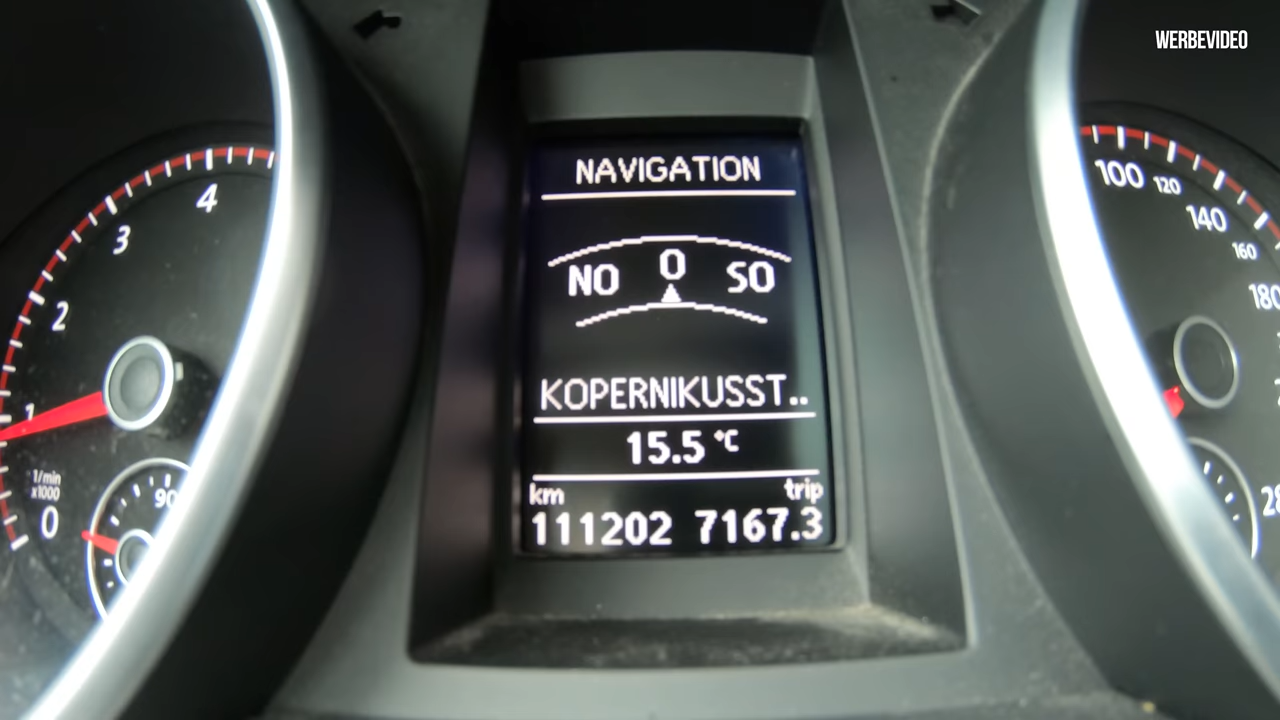 WERBEVIDEO
NAVIGATION
NO O SO
KOPERNIKUSST..
15.5 °C
km trip
111202 7167.3
4
3
2
1
1/min
x1000
0
90
100
120
140
160
180